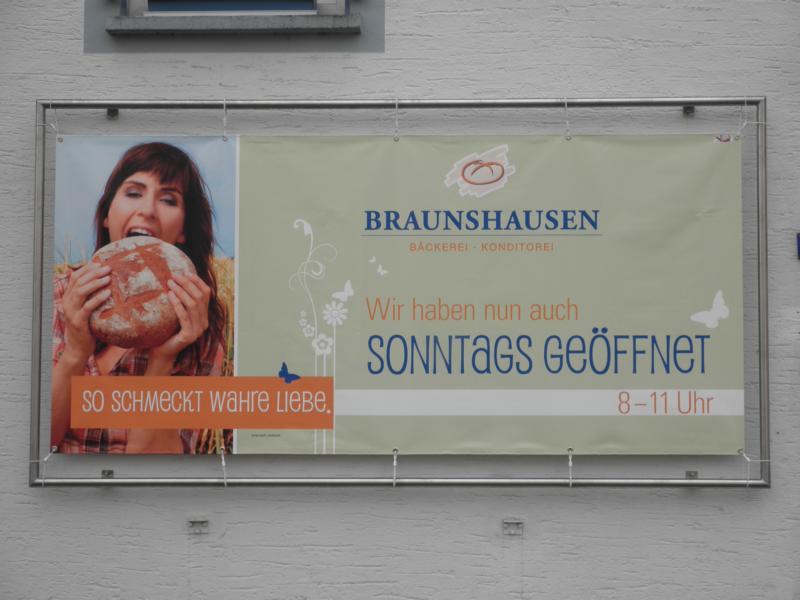 BRAUNSHAUSEN
BÄCKEREI · KONDITOREI
Wir haben nun auch
SONNTAGS GEÖFFNET
8–11 Uhr
SO SCHMECKT WAHRE LIEBE.